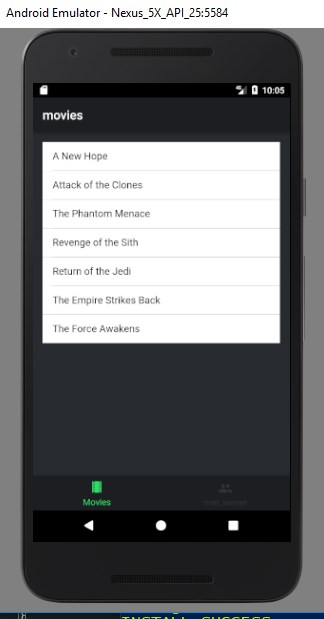 Android Emulator - Nexus_5X_API_25:5584
10:05
movies
A New Hope
Attack of the Clones
The Phantom Menace
Revenge of the Sith
Return of the Jedi
The Empire Strikes Back
The Force Awakens
Movies
INSTALL SUCCESS